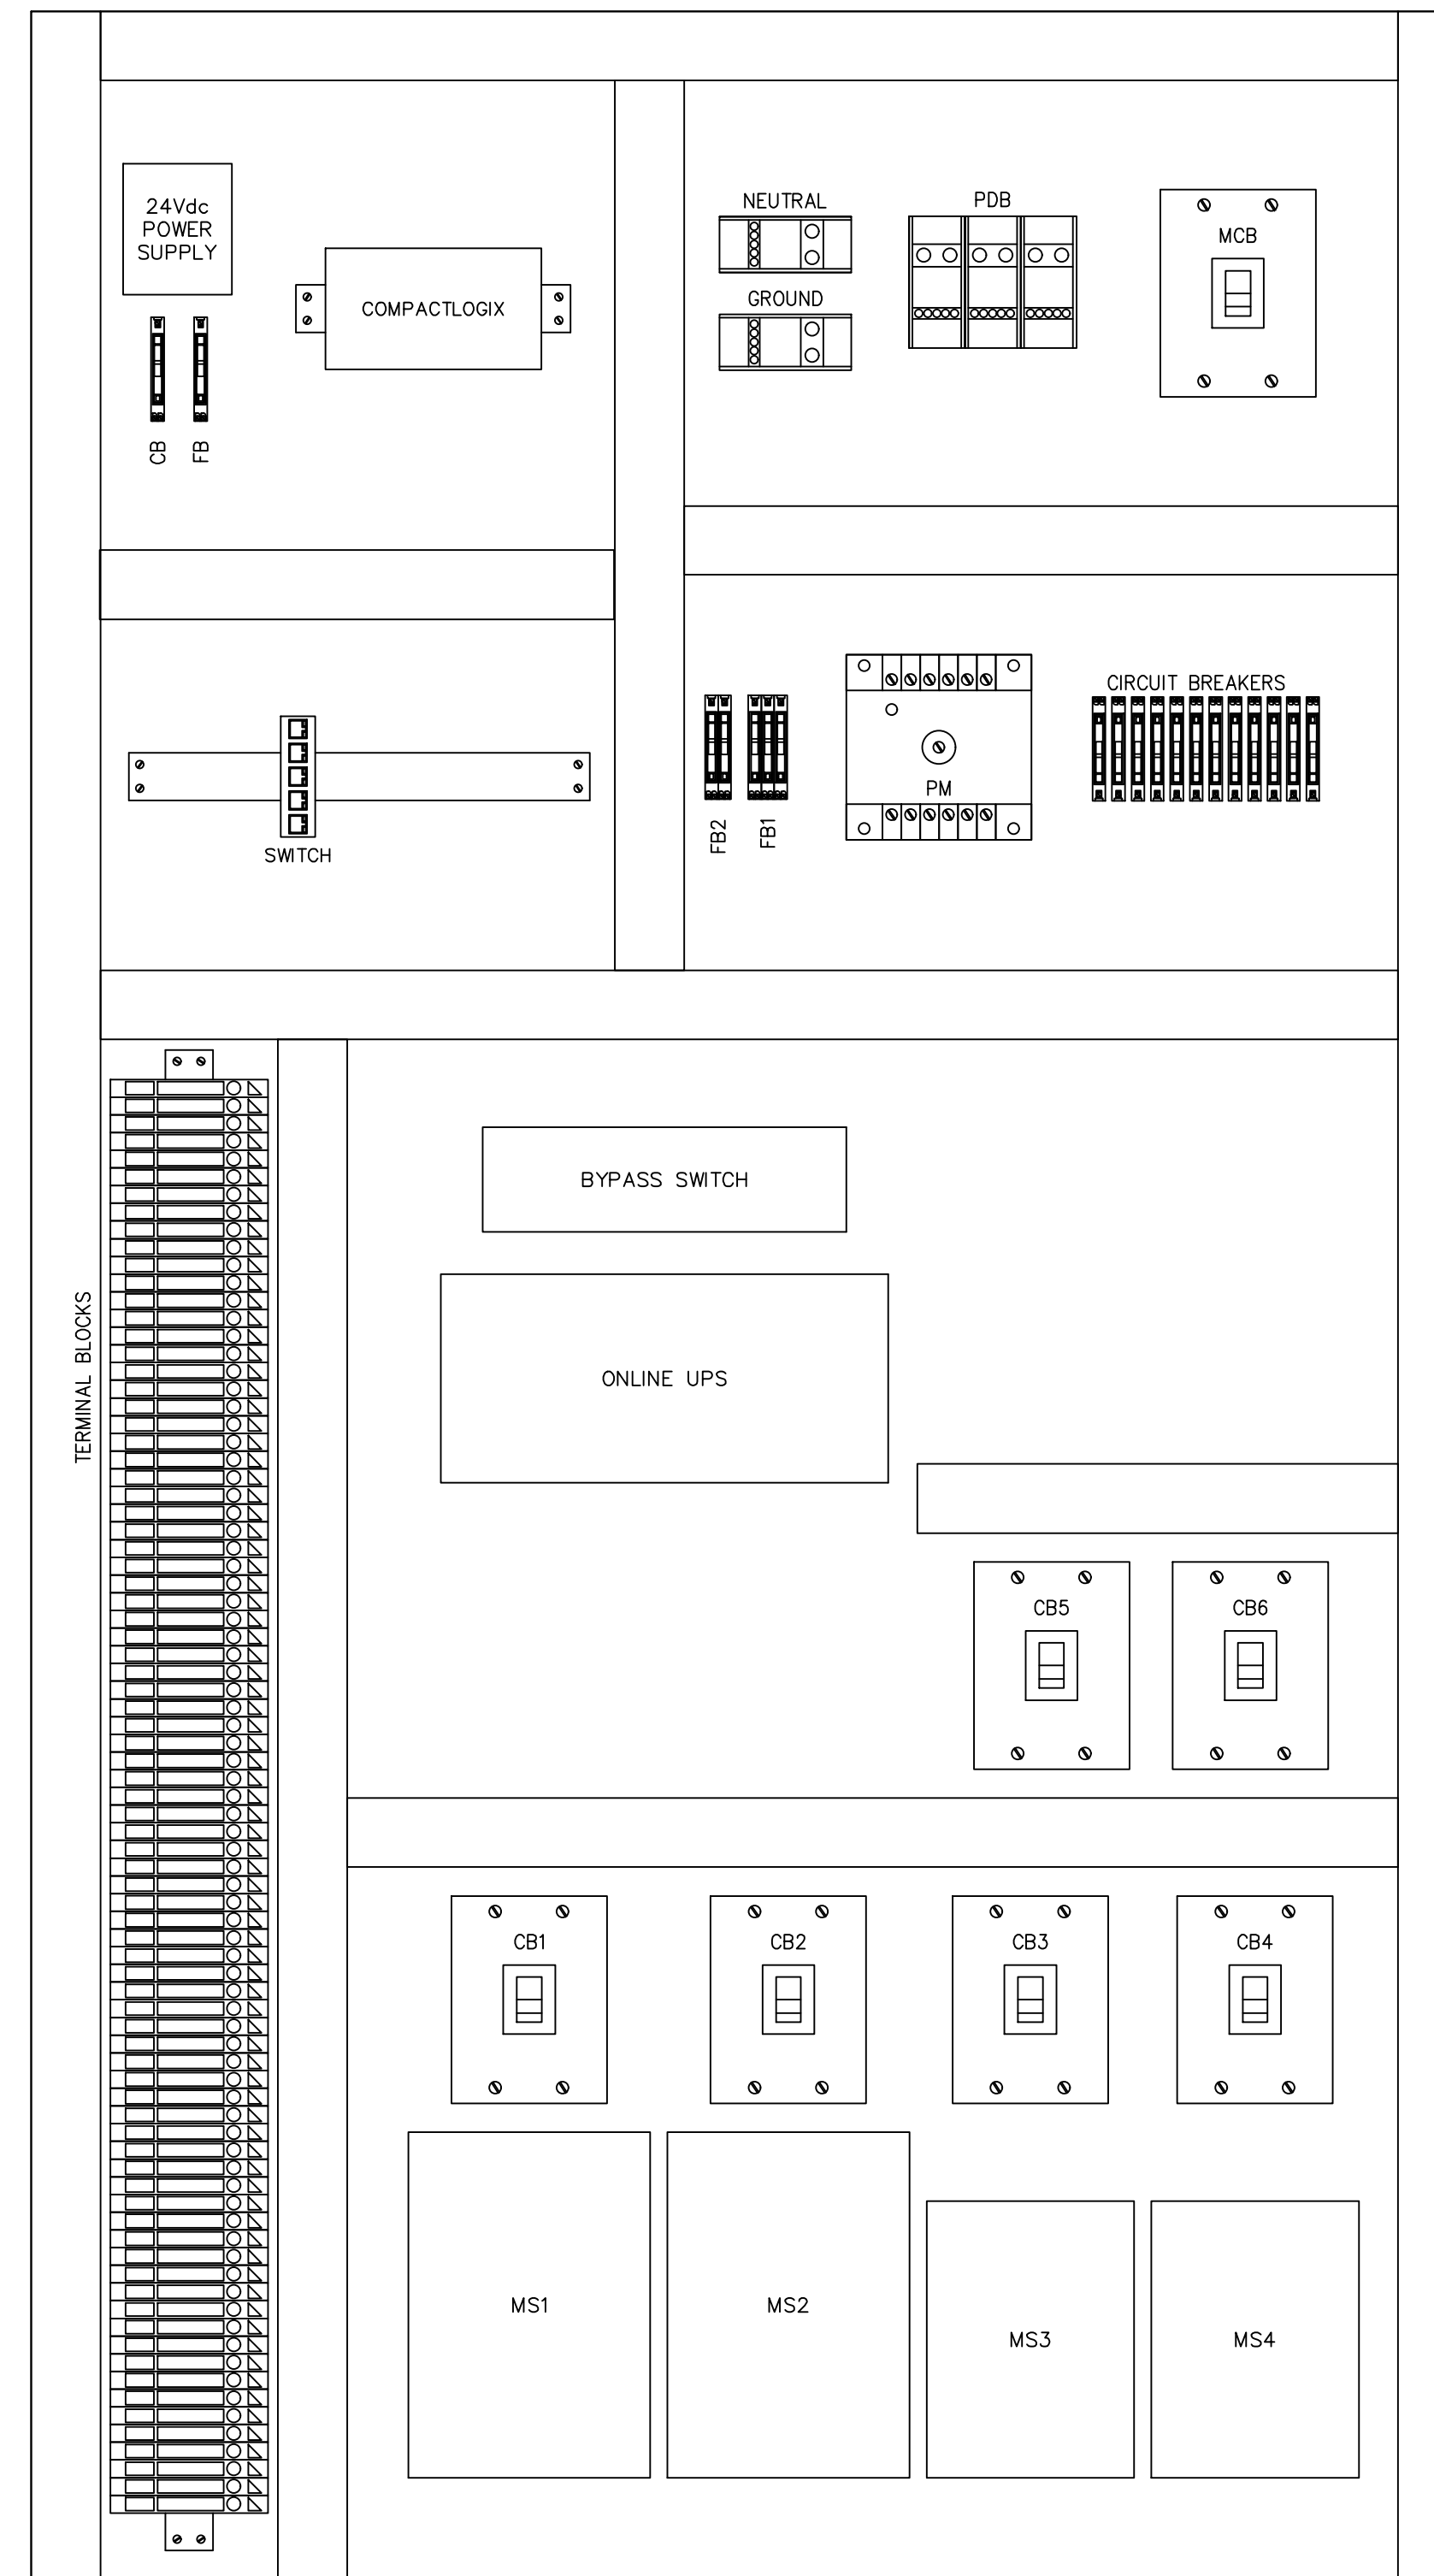 24Vdc
POWER
SUPPLY
COMPACTLOGIX
CB
FB
NEUTRAL
GROUND
PDB
MCB
SWITCH
FB2
FB1
PM
CIRCUIT BREAKERS
TERMINAL BLOCKS
BYPASS SWITCH
ONLINE UPS
CB5
CB6
CB1
CB2
CB3
CB4
MS1
MS2
MS3
MS4